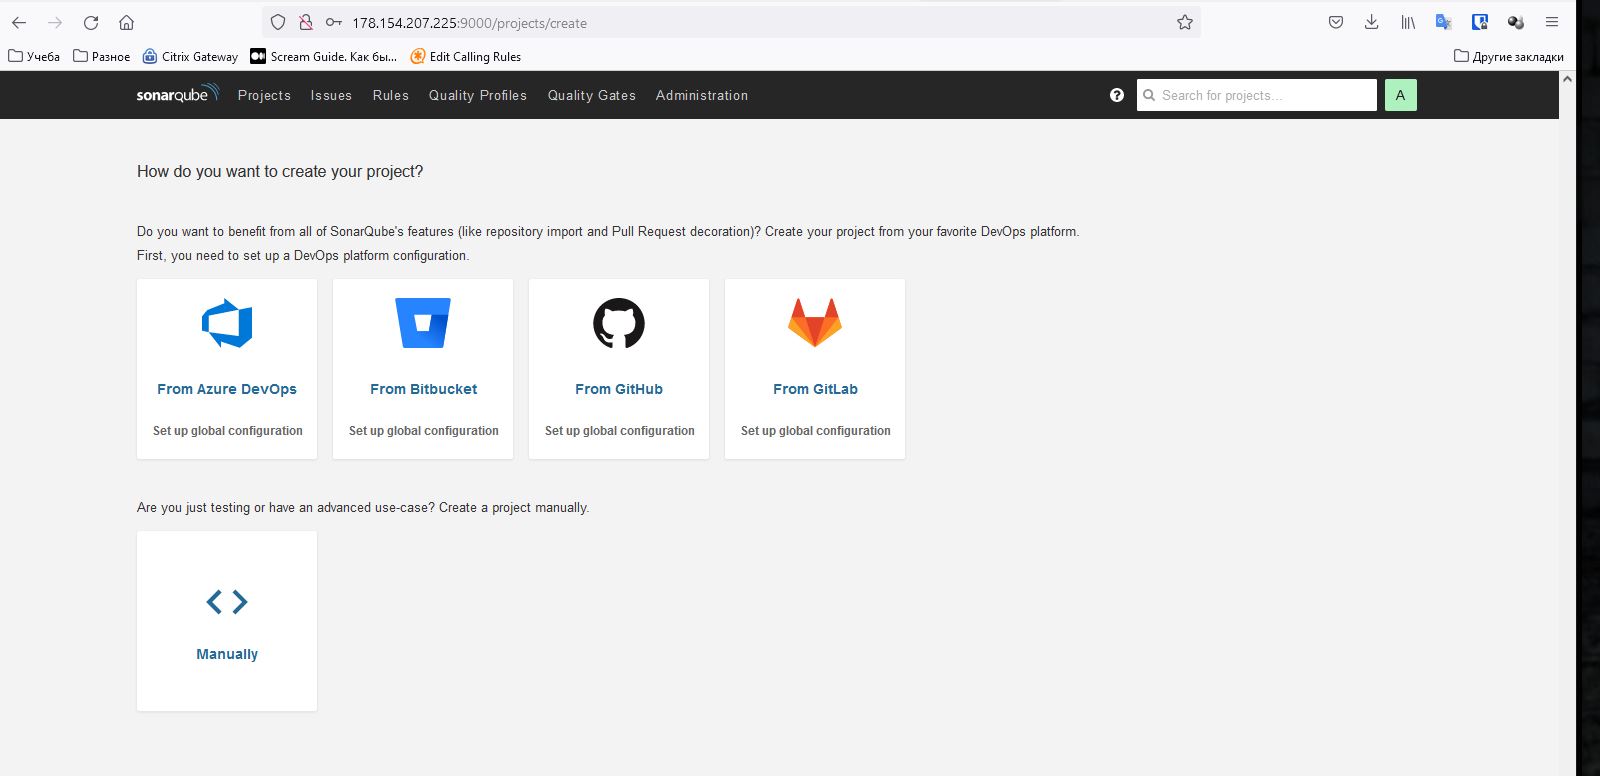 178.154.207.225:9000/projects/create
Учеба Разное Citrix Gateway Scream Guide. Как бы... Edit Calling Rules Другие закладки
sonarqube Projects Issues Rules Quality Profiles Quality Gates Administration ? Search for projects... A
How do you want to create your project?
Do you want to benefit from all of SonarQube's features (like repository import and Pull Request decoration)? Create your project from your favorite DevOps platform.
First, you need to set up a DevOps platform configuration.
From Azure DevOps From Bitbucket From GitHub From GitLab
Set up global configuration Set up global configuration Set up global configuration Set up global configuration
Are you just testing or have an advanced use-case? Create a project manually.
Manually